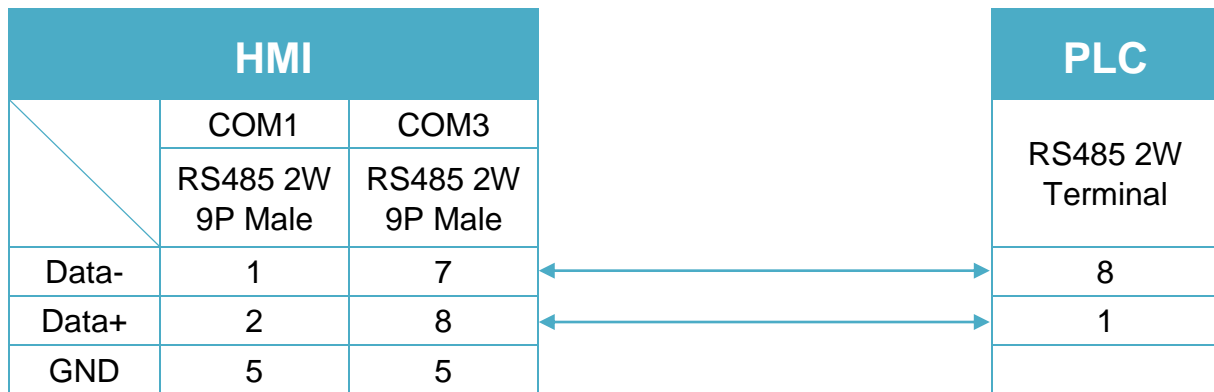 HMI
PLC
COM1 COM3
RS485 2W
9P Male
RS485 2W
9P Male
RS485 2W
Terminal
Data- 1 7 8
Data+ 2 8 1
GND 5 5